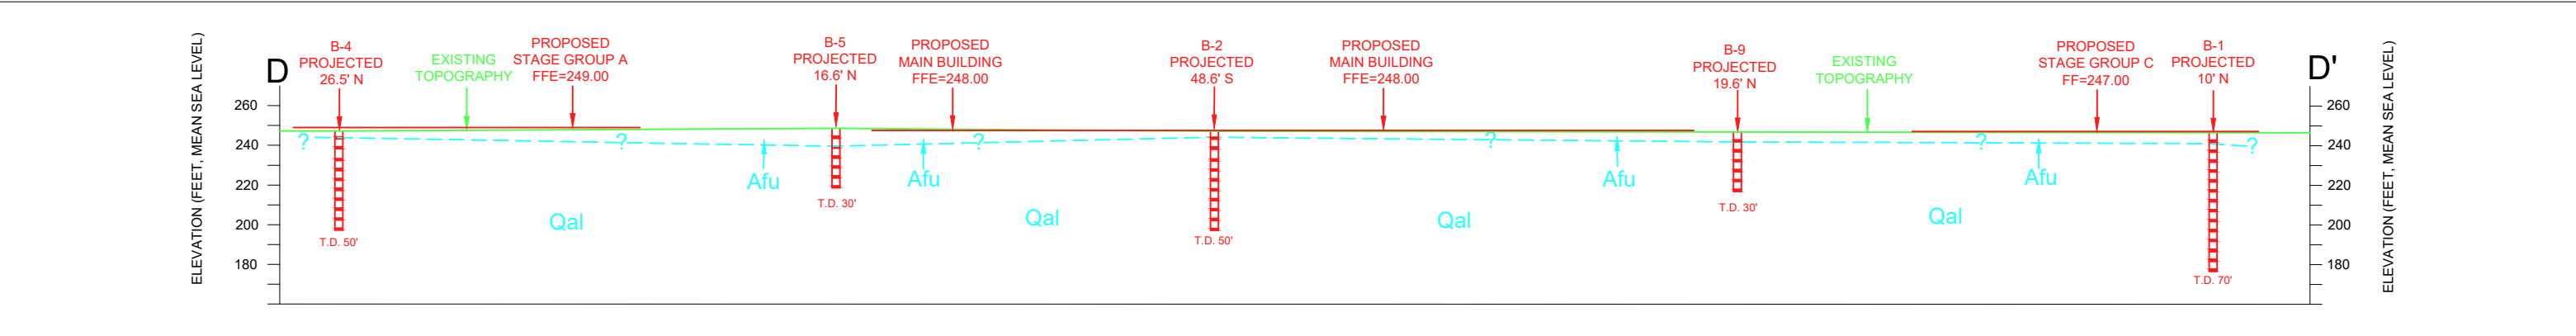 ELEVATION (FEET, MEAN SEA LEVEL)
D
B-4
PROJECTED
26.5' N
EXISTING
TOPOGRAPHY
PROPOSED
STAGE GROUP A
FFE=249.00
B-5
PROJECTED
16.6' N
PROPOSED
MAIN BUILDING
FFE=248.00
B-2
PROJECTED
48.6' S
PROPOSED
MAIN BUILDING
FFE=248.00
B-9
PROJECTED
19.6' N
EXISTING
TOPOGRAPHY
PROPOSED
STAGE GROUP C
FF=247.00
B-1
PROJECTED
10' N
D'
ELEVATION (FEET, MEAN SEA LEVEL)
260
240
220
200
180
? ? ? ? ? ?
Afu Afu Afu Afu
Qal Qal Qal Qal
T.D. 50'
T.D. 30'
T.D. 50'
T.D. 30'
T.D. 70'
260
240
220
200
180